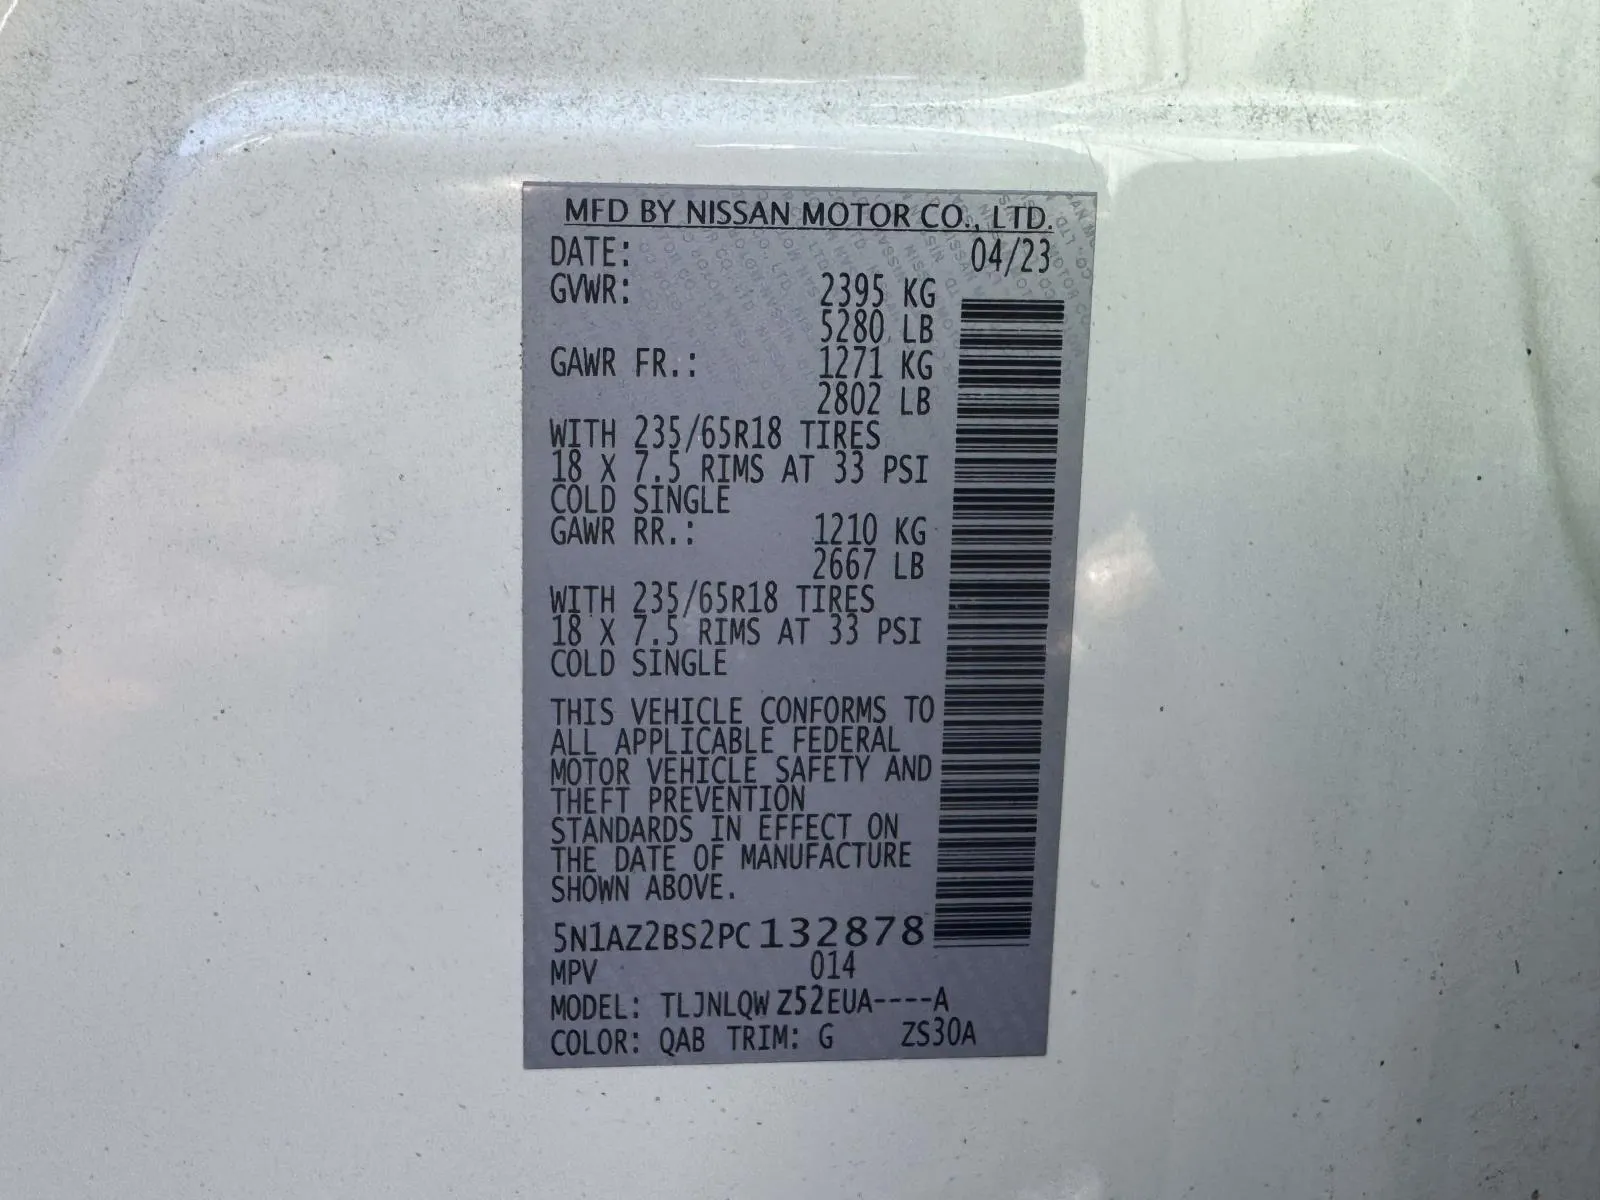 MFD BY NISSAN MOTOR CO., LTD.
DATE: 04/23
GVWR: 2395 KG
5280 LB
GAWR FR.: 1271 KG
2802 LB
WITH 235/65R18 TIRES
18 X 7.5 RIMS AT 33 PSI
COLD SINGLE
GAWR RR.: 1210 KG
2667 LB
WITH 235/65R18 TIRES
18 X 7.5 RIMS AT 33 PSI
COLD SINGLE
THIS VEHICLE CONFORMS TO
ALL APPLICABLE FEDERAL
MOTOR VEHICLE SAFETY AND
THEFT PREVENTION
STANDARDS IN EFFECT ON
THE DATE OF MANUFACTURE
SHOWN ABOVE.
5N1AZ2BS2PC132878
MPV 014
MODEL: TLJNLQW Z52EUA----A
COLOR: QAB TRIM: G ZS30A